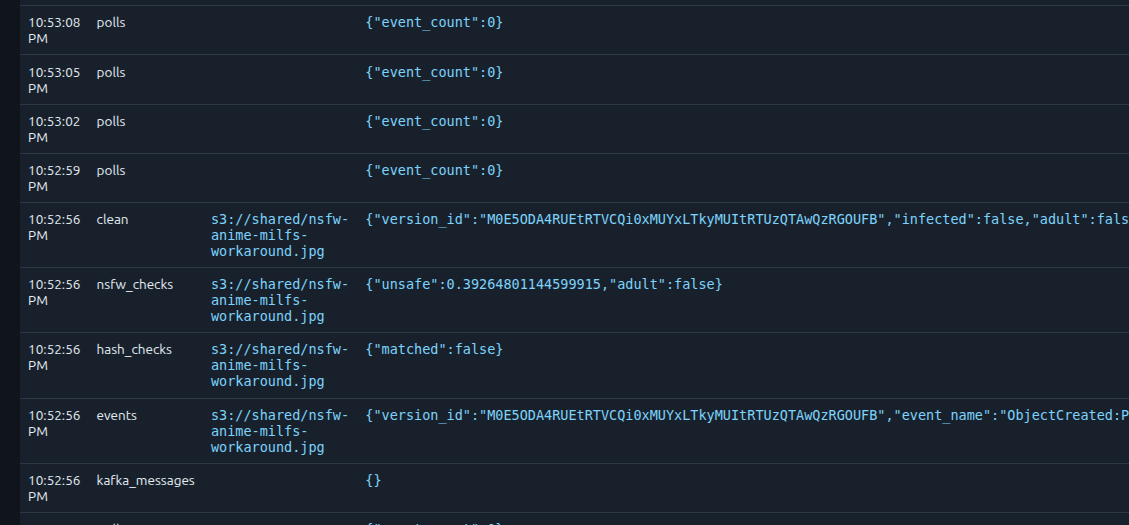 10:53:08 polls {"event_count":0}
PM
10:53:05 polls {"event_count":0}
PM
10:53:02 polls {"event_count":0}
PM
10:52:59 polls {"event_count":0}
PM
10:52:56 clean s3://shared/nsfw- {"version_id":"M0E5ODA4RUEtRTVCQi0xMUYxLTkyMUItRTUzQTAwQzRGOUFB","infected":false,"adult":fals
PM anime-milfs-
workaround.jpg
10:52:56 nsfw_checks s3://shared/nsfw- {"unsafe":0.39264801144599915,"adult":false}
PM anime-milfs-
workaround.jpg
10:52:56 hash_checks s3://shared/nsfw- {"matched":false}
PM anime-milfs-
workaround.jpg
10:52:56 events s3://shared/nsfw- {"version_id":"M0E5ODA4RUEtRTVCQi0xMUYxLTkyMUItRTUzQTAwQzRGOUFB","event_name":"ObjectCreated:P
PM anime-milfs-
workaround.jpg
10:52:56 kafka_messages {}
PM